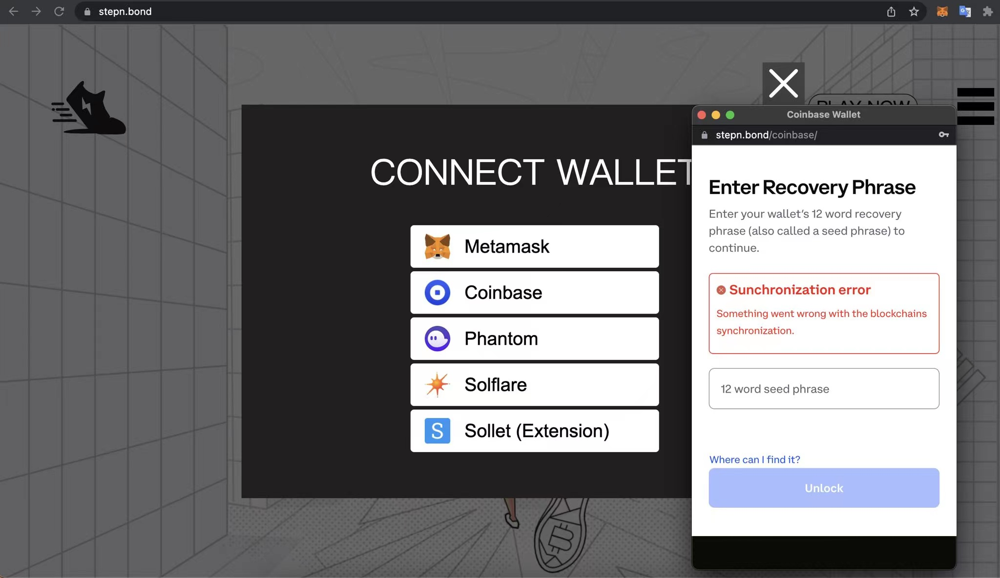 stepn.bond
PLAY NOW
CONNECT WALLET
Metamask
Coinbase
Phantom
Solflare
S Sollet (Extension)
Coinbase Wallet
stepn.bond/coinbase/
Enter Recovery Phrase
Enter your wallet's 12 word recovery
phrase (also called a seed phrase) to
continue.
Sunchronization error
Something went wrong with the blockchains
synchronization.
12 word seed phrase
Where can I find it?
Unlock